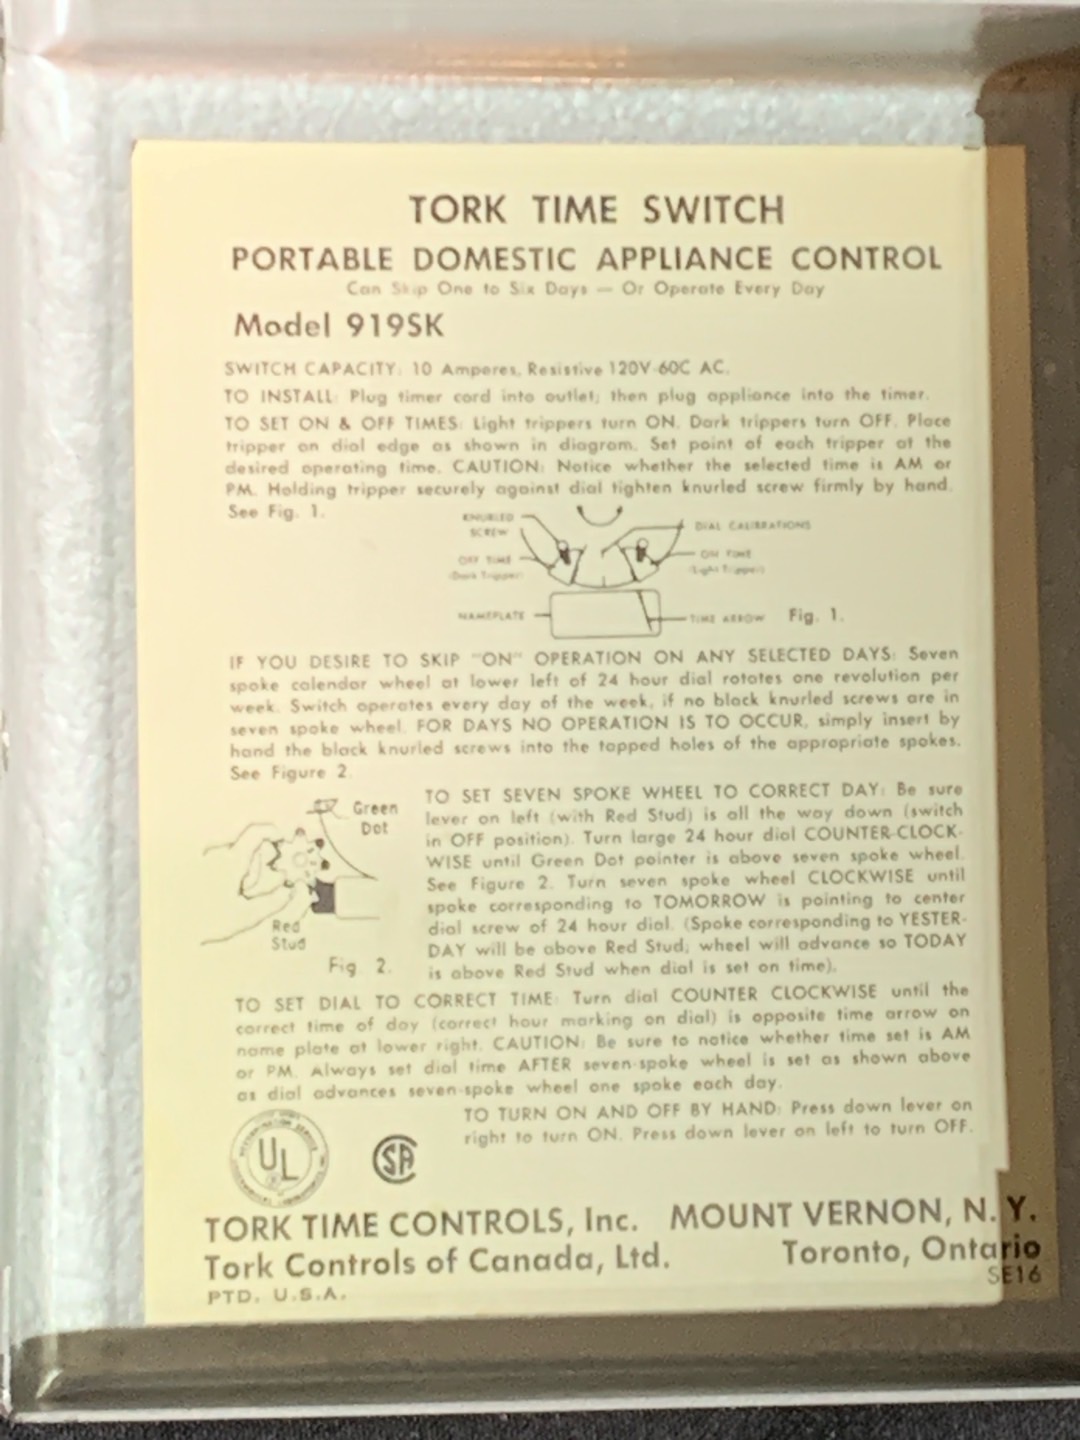 TORK TIME SWITCH
PORTABLE DOMESTIC APPLIANCE CONTROL
Can Skip One to Six Days — Or Operate Every Day
Model 919SK
SWITCH CAPACITY: 10 Amperes, Resistive 120V-60C AC.
TO INSTALL: Plug timer cord into outlet; then plug appliance into the timer.
TO SET ON & OFF TIMES: Light trippers turn ON. Dark trippers turn OFF. Place
tripper on dial edge as shown in diagram. Set point of each tripper at the
desired operating time. CAUTION: Notice whether the selected time is AM or
PM. Holding tripper securely against dial tighten knurled screw firmly by hand.
See Fig. 1.
KNURLED
SCREW
DIAL CALIBRATIONS
OFF TIME
(Dark Tripper)
ON TIME
(Light Tripper)
NAMEPLATE
TIME ARROW
Fig. 1.
IF YOU DESIRE TO SKIP "ON" OPERATION ON ANY SELECTED DAYS: Seven
spoke calendar wheel at lower left of 24 hour dial rotates one revolution per
week. Switch operates every day of the week, if no black knurled screws are in
seven spoke wheel. FOR DAYS NO OPERATION IS TO OCCUR, simply insert by
hand the black knurled screws into the tapped holes of the appropriate spokes.
See Figure 2.
Green
Dot
Red
Stud
Fig. 2.
TO SET SEVEN SPOKE WHEEL TO CORRECT DAY: Be sure
lever on left (with Red Stud) is all the way down (switch
in OFF position). Turn large 24 hour dial COUNTER-CLOCK-
WISE until Green Dot pointer is above seven spoke wheel.
See Figure 2. Turn seven spoke wheel CLOCKWISE until
spoke corresponding to TOMORROW is pointing to center
dial screw of 24 hour dial. (Spoke corresponding to YESTER-
DAY will be above Red Stud; wheel will advance so TODAY
is above Red Stud when dial is set on time).
TO SET DIAL TO CORRECT TIME: Turn dial COUNTER CLOCKWISE until the
correct time of day (correct hour marking on dial) is opposite time arrow on
name plate at lower right. CAUTION: Be sure to notice whether time set is AM
or PM. Always set dial time AFTER seven-spoke wheel is set as shown above
as dial advances seven-spoke wheel one spoke each day.
TO TURN ON AND OFF BY HAND: Press down lever on
right to turn ON. Press down lever on left to turn OFF.
UL
SA
TORK TIME CONTROLS, Inc. MOUNT VERNON, N. Y.
Tork Controls of Canada, Ltd. Toronto, Ontario
PTD. U.S.A. SE16